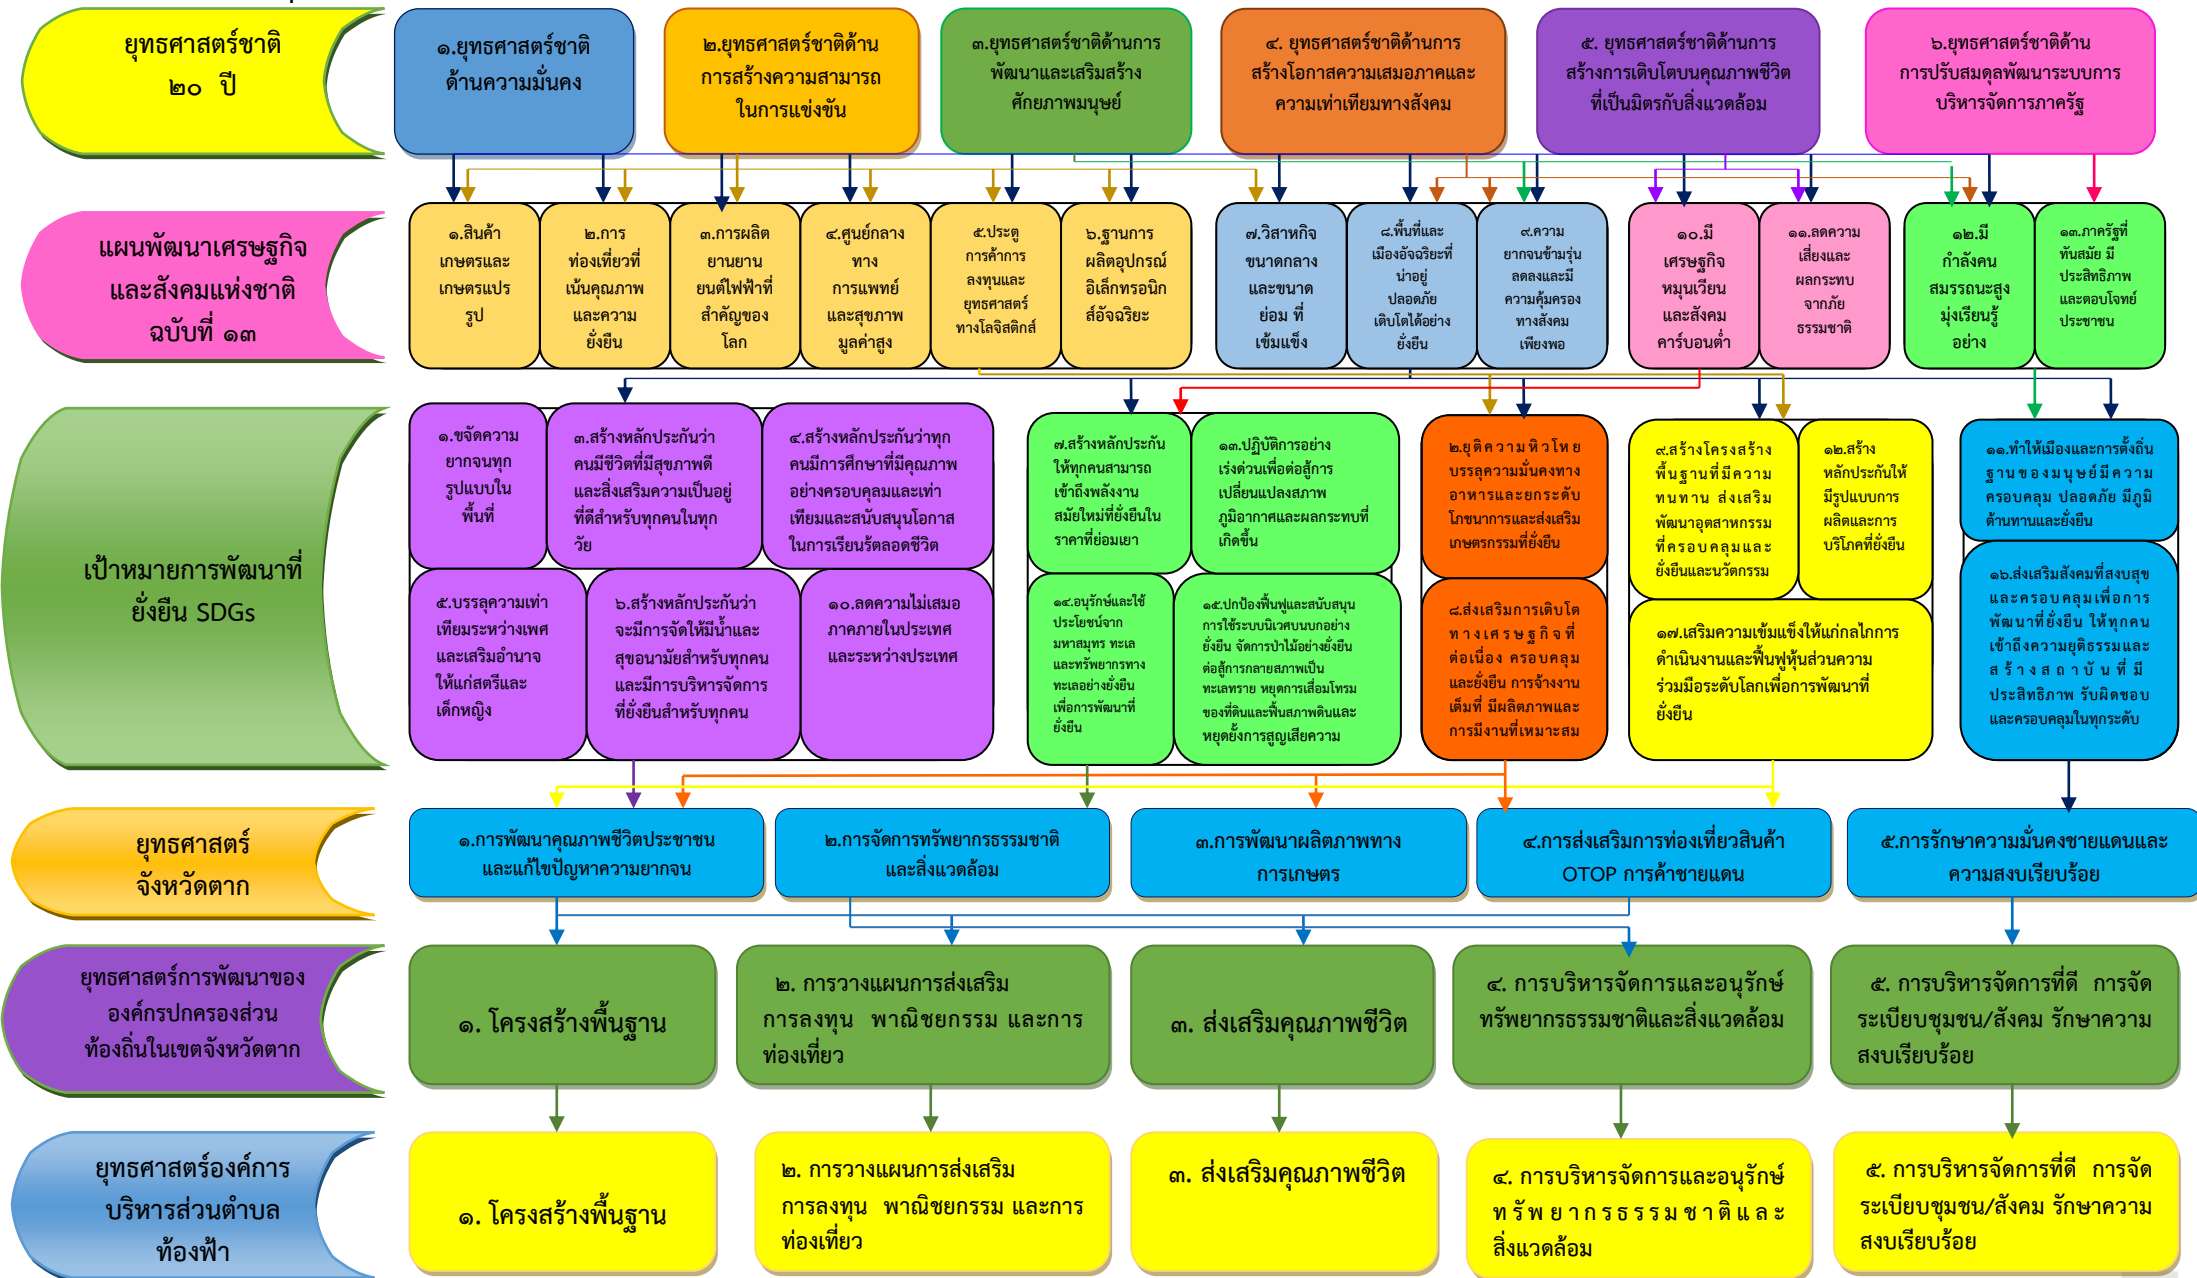 ยุทธศาสตร์ชาติ
๒๐ ปี
๑.ยุทธศาสตร์ชาติ
ด้านความมั่นคง
๒.ยุทธศาสตร์ชาติด้าน
การสร้างความสามารถ
ในการแข่งขัน
๓.ยุทธศาสตร์ชาติด้านการ
พัฒนาและเสริมสร้าง
ศักยภาพมนุษย์
๔. ยุทธศาสตร์ชาติด้านการ
สร้างโอกาสความเสมอภาคและ
ความเท่าเทียมทางสังคม
๕. ยุทธศาสตร์ชาติด้านการ
สร้างการเติบโตบนคุณภาพชีวิต
ที่เป็นมิตรกับสิ่งแวดล้อม
๖.ยุทธศาสตร์ชาติด้าน
การปรับสมดุลพัฒนาระบบการ
บริหารจัดการภาครัฐ
แผนพัฒนาเศรษฐกิจ
และสังคมแห่งชาติ
ฉบับที่ ๑๓
๑.สินค้า
เกษตรและ
เกษตรแปร
รูป
๒.การ
ท่องเที่ยวที่
เน้นคุณภาพ
และความ
ยั่งยืน
๓.การผลิต
ยานยาน
ยนต์ไฟฟ้าที่
สำคัญของ
โลก
๔.ศูนย์กลาง
ทาง
การแพทย์
และสุขภาพ
มูลค่าสูง
๕.ประตู
การค้าการ
ลงทุนและ
ยุทธศาสตร์
ทางโลจิสติกส์
๖.ฐานการ
ผลิตอุปกรณ์
อิเล็กทรอนิก
ส์อัจฉริยะ
๗.วิสาหกิจ
ขนาดกลาง
และขนาด
ย่อม ที่
เข้มแข็ง
๘.พื้นที่และ
เมืองอัจฉริยะที่
น่าอยู่
ปลอดภัย
เติบโตได้อย่าง
ยั่งยืน
๙.ความ
ยากจนข้ามรุ่น
ลดลงและมี
ความคุ้มครอง
ทางสังคม
เพียงพอ
๑๐.มี
เศรษฐกิจ
หมุนเวียน
และสังคม
คาร์บอนต่ำ
๑๑.ลดความ
เสี่ยงและ
ผลกระทบ
จากภัย
ธรรมชาติ
๑๒.มี
กำลังคน
สมรรถนะสูง
มุ่งเรียนรู้
อย่าง
๑๓.ภาครัฐที่
ทันสมัย มี
ประสิทธิภาพ
และตอบโจทย์
ประชาชน
เป้าหมายการพัฒนาที่
ยั่งยืน SDGs
๑.ขจัดความ
ยากจนทุก
รูปแบบใน
พื้นที่
๓.สร้างหลักประกันว่า
คนมีชีวิตที่มีสุขภาพดี
และสิ่งเสริมความเป็นอยู่
ที่ดีสำหรับทุกคนในทุก
วัย
๔.สร้างหลักประกันว่าทุก
คนมีการศึกษาที่มีคุณภาพ
อย่างครอบคุลมและเท่า
เทียมและสนับสนุนโอกาส
ในการเรียนรัตลอดชีวิต
๗.สร้างหลักประกัน
ให้ทุกคนสามารถ
เข้าถึงพลังงาน
สมัยใหม่ที่ยั่งยืนใน
ราคาที่ย่อมเยา
๑๓.ปฏิบัติการอย่าง
เร่งด่วนเพื่อต่อสู้การ
เปลี่ยนแปลงสภาพ
ภูมิอากาศและผลกระทบที่
เกิดขึ้น
๒.ยุติความหิวโหย
บรรลุความมั่นคงทาง
อาหารและยกระดับ
โภชนาการและส่งเสริม
เกษตรกรรมที่ยั่งยืน
๙.สร้างโครงสร้าง
พื้นฐานที่มีความ
ทนทาน ส่งเสริม
พัฒนาอุตสาหกรรม
ที่ครอบคลุมและ
ยั่งยืนและนวัตกรรม
๑๒.สร้าง
หลักประกันให้
มีรูปแบบการ
ผลิตและการ
บริโภคที่ยั่งยืน
๑๑.ทำให้เมืองและการตั้งถิ่น
ฐานของมนุษย์มีความ
ครอบคลุม ปลอดภัย มีภูมิ
ต้านทานและยั่งยืน
๕.บรรลุความเท่า
เทียมระหว่างเพศ
และเสริมอำนาจ
ให้แก่สตรีและ
เด็กหญิง
๖.สร้างหลักประกันว่า
จะมีการจัดให้มีน้ำและ
สุขอนามัยสำหรับทุกคน
และมีการบริหารจัดการ
ที่ยั่งยืนสำหรับทุกคน
๑๐.ลดความไม่เสมอ
ภาคภายในประเทศ
และระหว่างประเทศ
๑๔.อนุรักษ์และใช้
ประโยชน์จาก
มหาสมุทร ทะเล
และทรัพยากรทาง
ทะเลอย่างยั่งยืน
เพื่อการพัฒนาที่
ยั่งยืน
๑๕.ปกป้องฟื้นฟูและสนับสนุน
การใช้ระบบนิเวศบนบกอย่าง
ยั่งยืน จัดการป่าไม้อย่างยั่งยืน
ต่อสู้การกลายสภาพเป็น
ทะเลทราย หยุดการเสื่อมโทรม
ของที่ดินและฟื้นสภาพดินและ
หยุดยั้งการสูญเสียความ
๘.ส่งเสริมการเติบโต
ทางเศรษฐกิจที่
ต่อเนื่อง ครอบคลุม
และยั่งยืน การจ้างงาน
เต็มที่ มีผลิตภาพและ
การมีงานที่เหมาะสม
๑๗.เสริมความเข้มแข็งให้แก่กลไกการ
ดำเนินงานและฟื้นฟูหุ้นส่วนความ
ร่วมมือระดับโลกเพื่อการพัฒนาที่
ยั่งยืน
๑๖.ส่งเสริมสังคมที่สงบสุข
และครอบคลุมเพื่อการ
พัฒนาที่ยั่งยืน ให้ทุกคน
เข้าถึงความยุติธรรมและ
สร้างสถาบันที่มี
ประสิทธิภาพ รับผิดชอบ
และครอบคลุมในทุกระดับ
ยุทธศาสตร์
จังหวัดตาก
๑.การพัฒนาคุณภาพชีวิตประชาชน
และแก้ไขปัญหาความยากจน
๒.การจัดการทรัพยากรธรรมชาติ
และสิ่งแวดล้อม
๓.การพัฒนาผลิตภาพทาง
การเกษตร
๔.การส่งเสริมการท่องเที่ยวสินค้า
OTOP การค้าชายแดน
๕.การรักษาความมั่นคงชายแดนและ
ความสงบเรียบร้อย
ยุทธศาสตร์การพัฒนาของ
องค์กรปกครองส่วน
ท้องถิ่นในเขตจังหวัดตาก
๑. โครงสร้างพื้นฐาน
๒. การวางแผนการส่งเสริม
การลงทุน พาณิชยกรรม และการ
ท่องเที่ยว
๓. ส่งเสริมคุณภาพชีวิต
๔. การบริหารจัดการและอนุรักษ์
ทรัพยากรธรรมชาติและสิ่งแวดล้อม
๕. การบริหารจัดการที่ดี การจัด
ระเบียบชุมชน/สังคม รักษาความ
สงบเรียบร้อย
ยุทธศาสตร์องค์การ
บริหารส่วนตำบล
ท้องฟ้า
๑. โครงสร้างพื้นฐาน
๒. การวางแผนการส่งเสริม
การลงทุน พาณิชยกรรม และการ
ท่องเที่ยว
๓. ส่งเสริมคุณภาพชีวิต
๔. การบริหารจัดการและอนุรักษ์
ทรัพยากรธรรมชาติและ
สิ่งแวดล้อม
๕. การบริหารจัดการที่ดี การจัด
ระเบียบชุมชน/สังคม รักษาความ
สงบเรียบร้อย